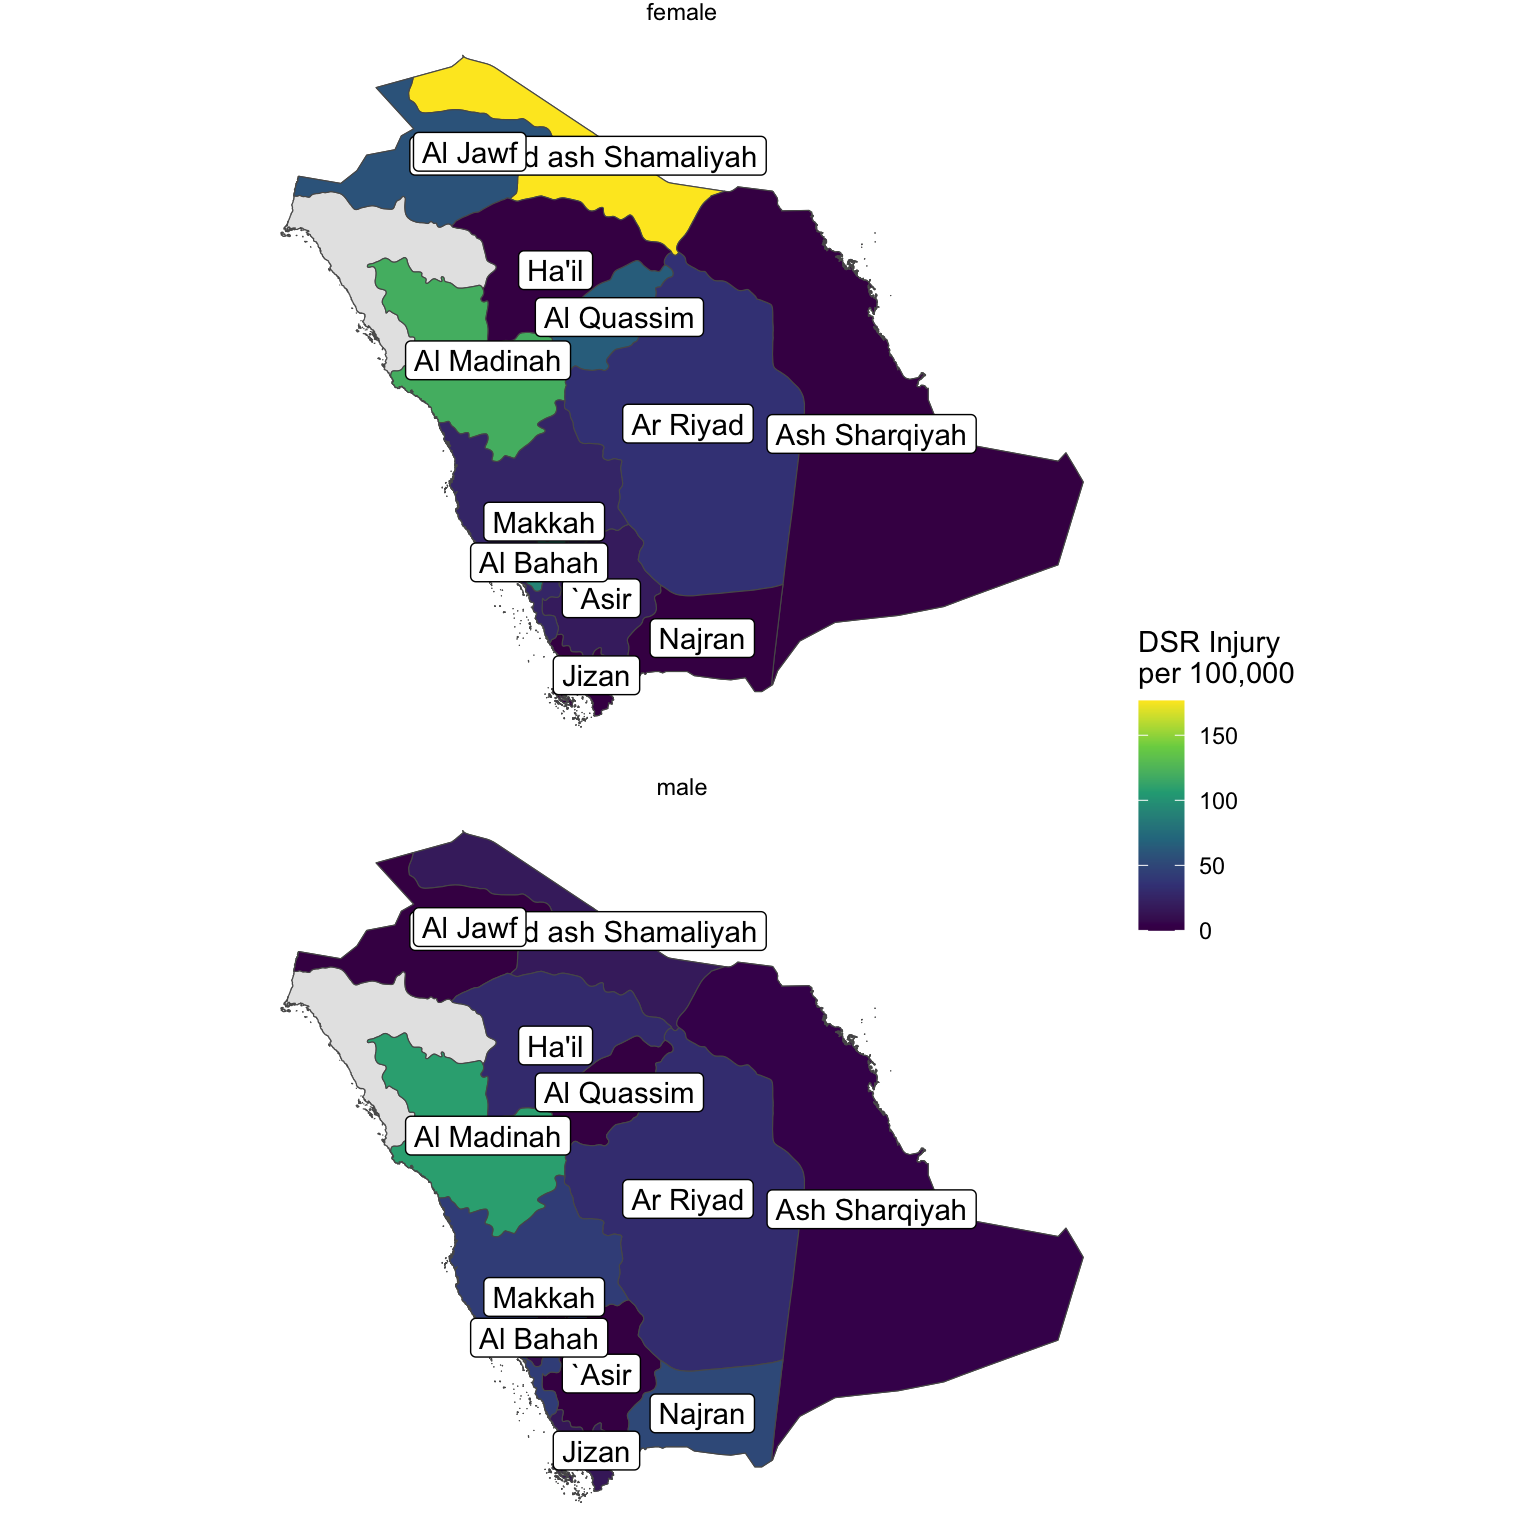 female
Al Jawf
d ash Shamaliyah
Ha'il
Al Quassim
Al Madinah
Ar Riyad
Ash Sharqiyah
Makkah
Al Bahah
`Asir
Najran
Jizan
DSR Injury
per 100,000
150
100
50
0
male
Al Jawf
d ash Shamaliyah
Ha'il
Al Quassim
Al Madinah
Ar Riyad
Ash Sharqiyah
Makkah
Al Bahah
`Asir
Najran
Jizan